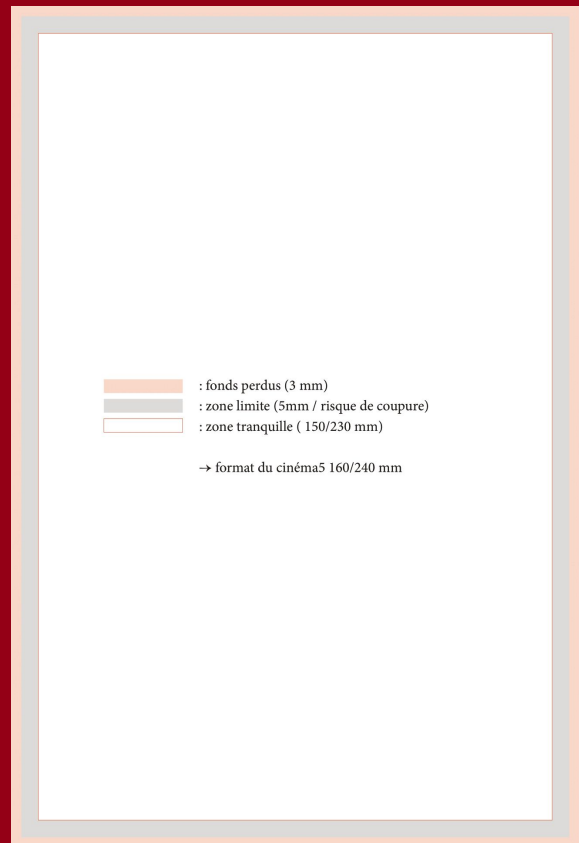 : fonds perdus (3 mm)
: zone limite (5mm / risque de coupure)
: zone tranquille ( 150/230 mm)
→ format du cinéma5 160/240 mm